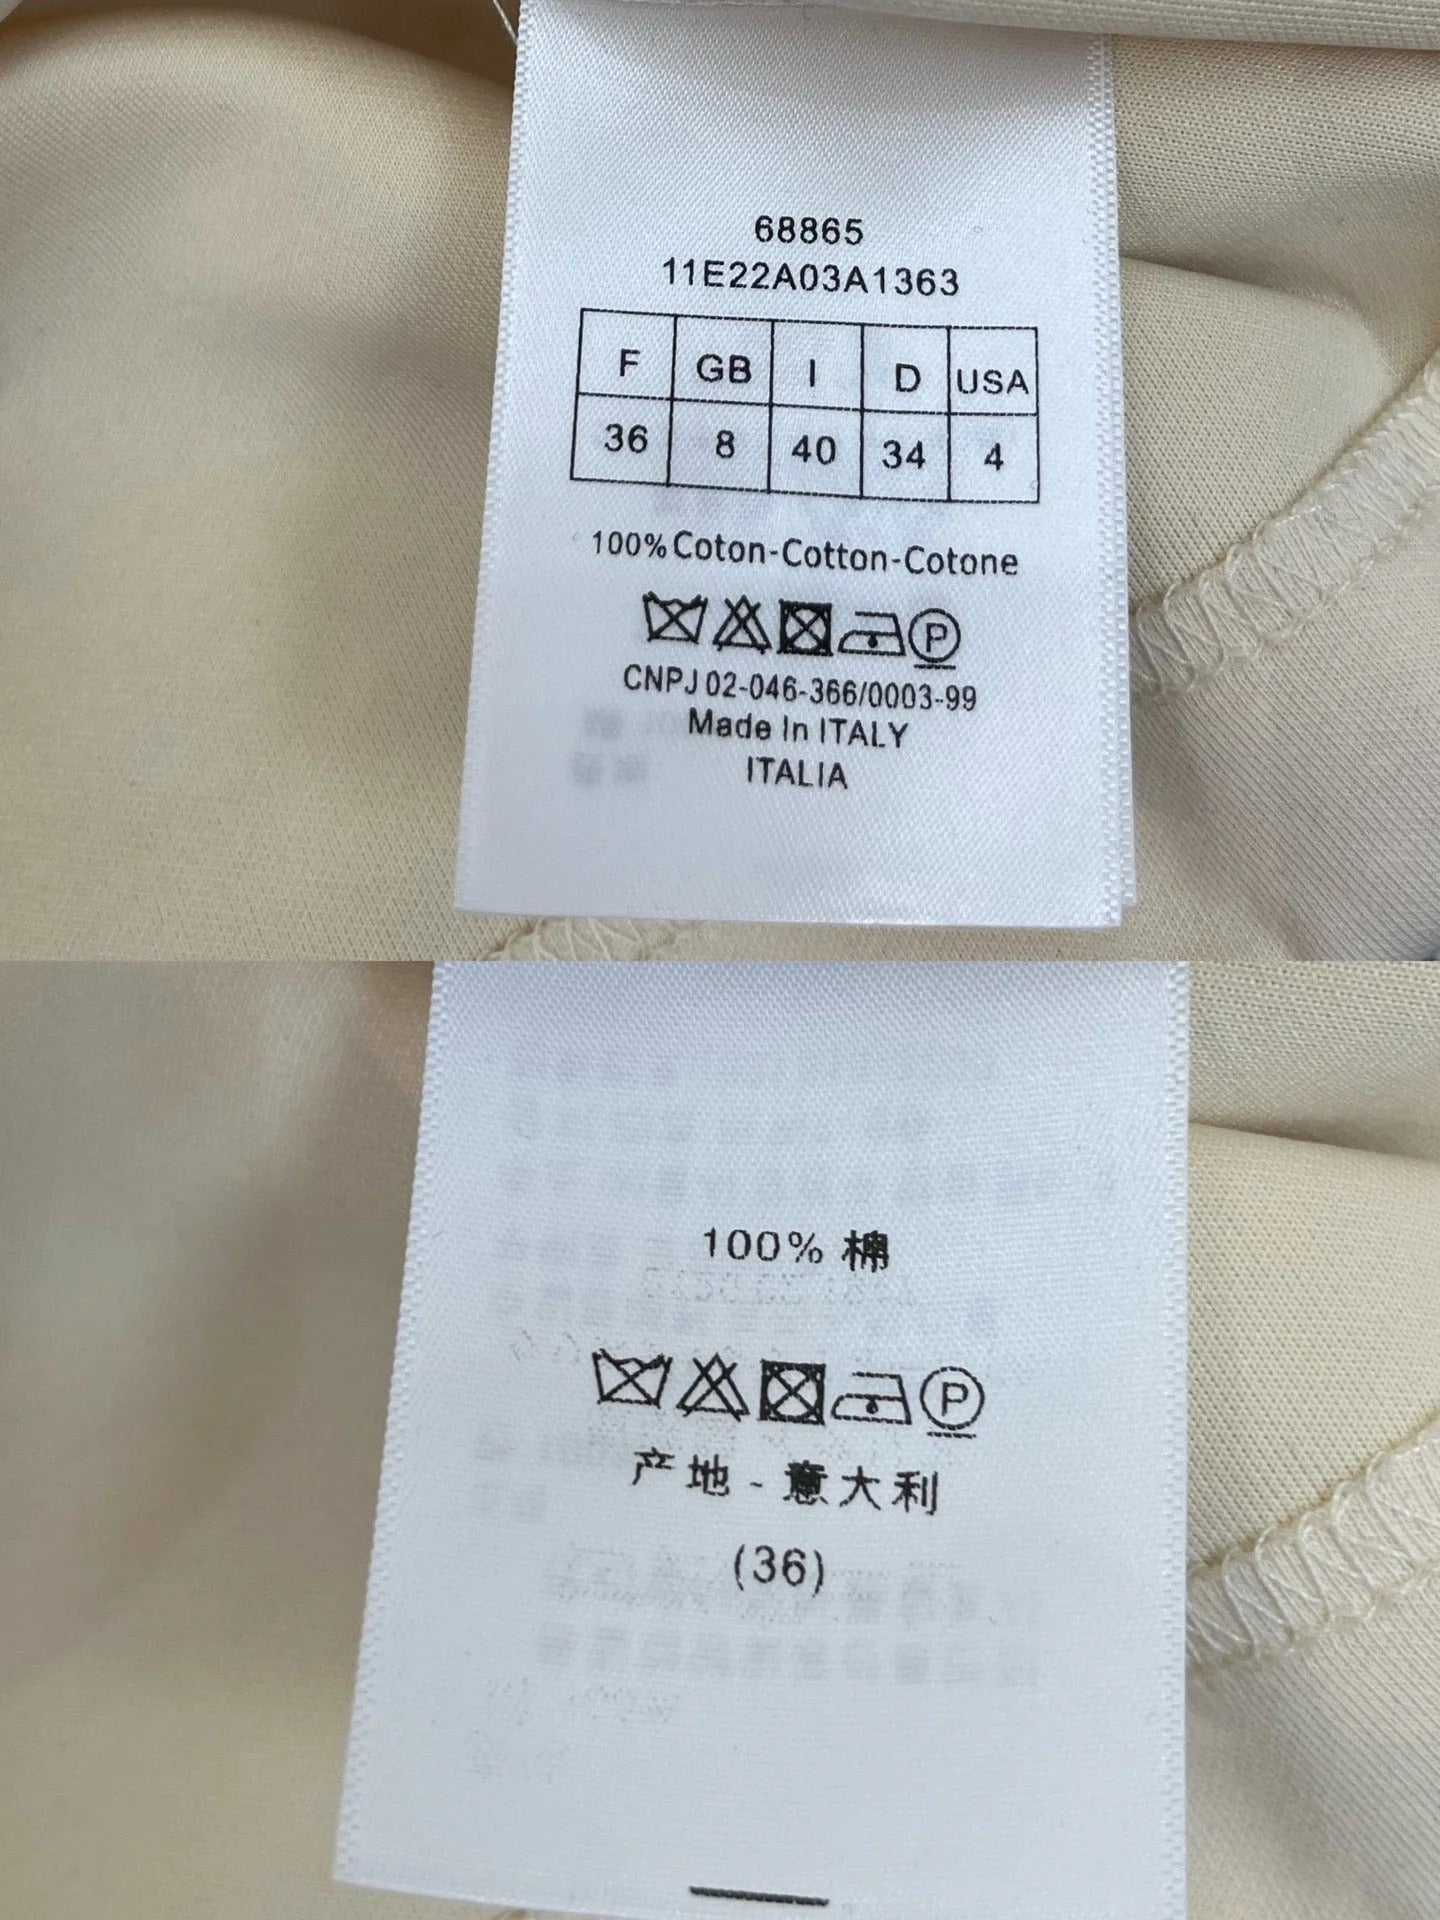 68865
11E22A03A1363
F GB I D USA
36 8 40 34 4
100% Coton-Cotton-Cotone
P
CNPJ 02-046-366/0003-99
Made In ITALY
ITALIA
100% 棉
P
产地 - 意大利
(36)